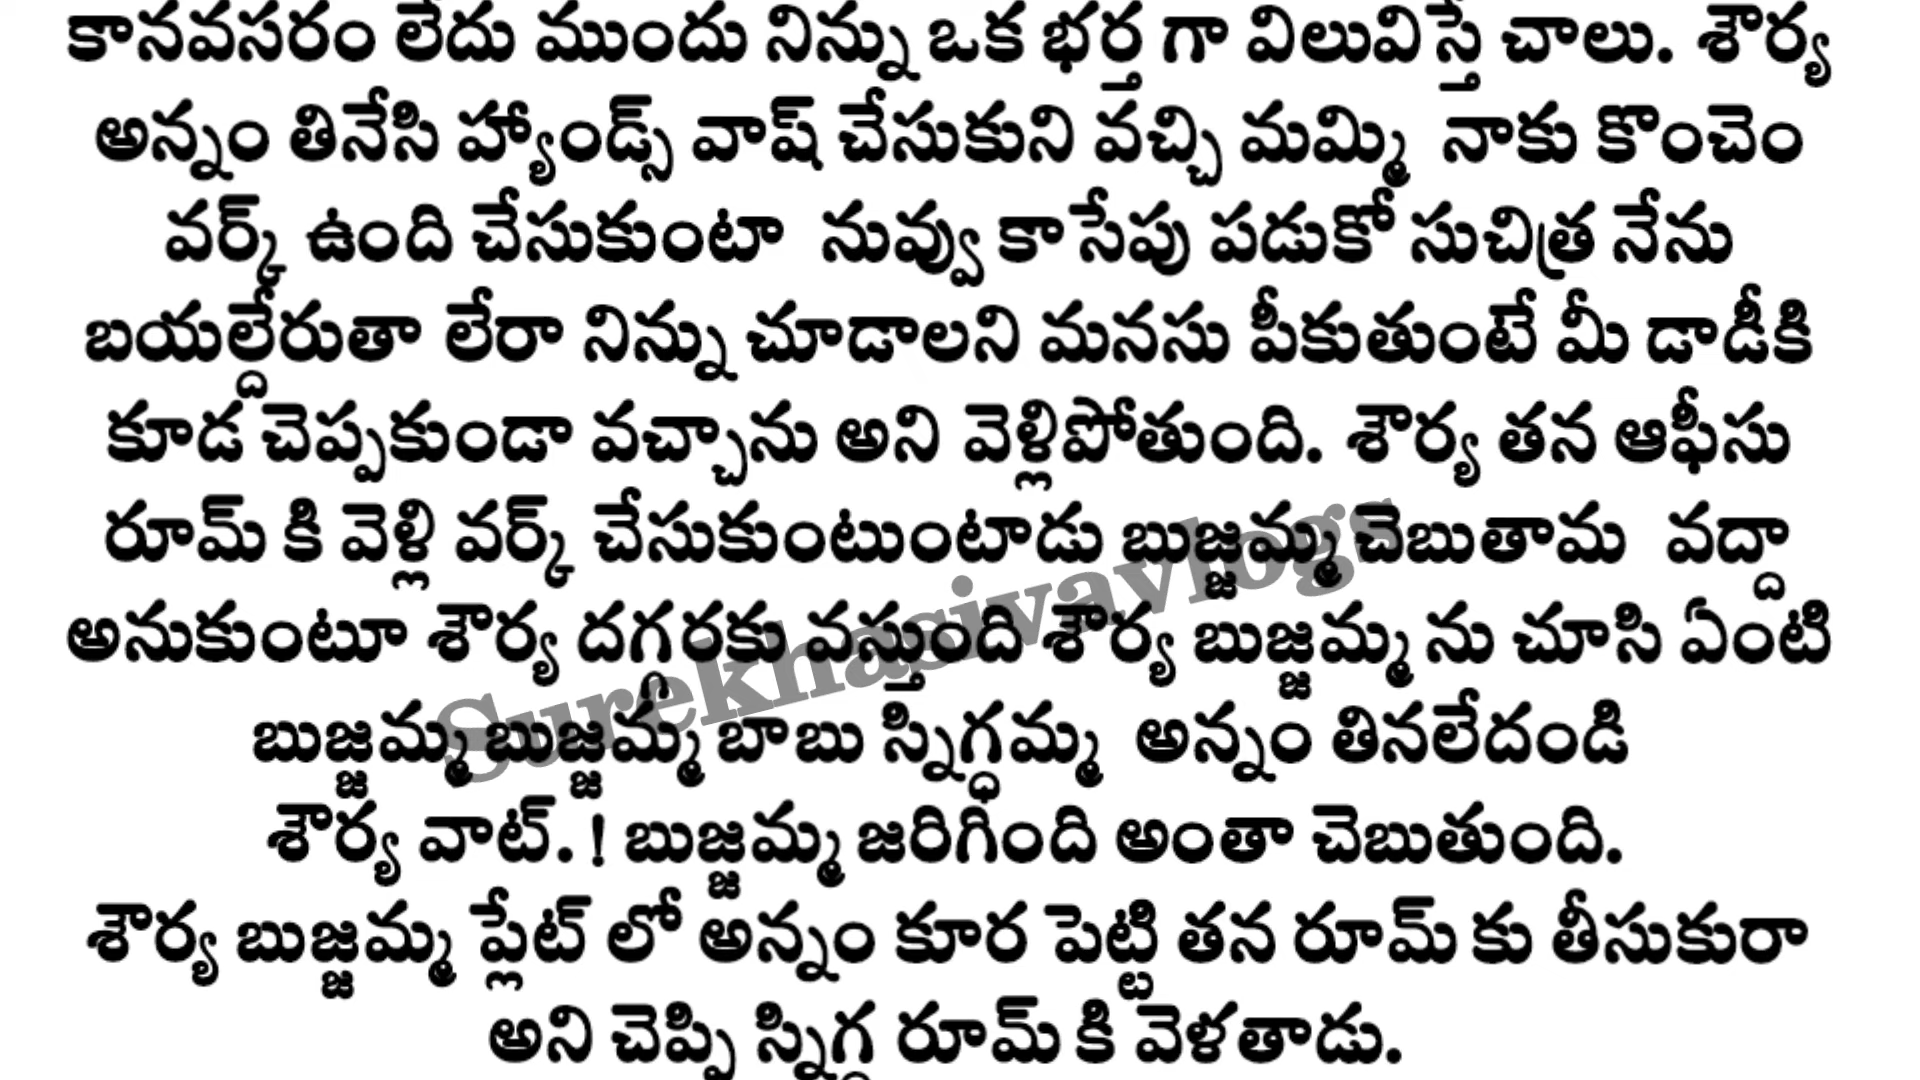 కానవసరం లేదు ముందు నిన్ను ఒక భర్త గా విలువిస్తే చాలు. శౌర్య
అన్నం తినేసి హ్యాండ్స్ వాష్ చేసుకుని వచ్చి మమ్మి నాకు కొంచెం
వర్క్ ఉంది చేసుకుంటా నువ్వు కాసేపు పడుకో సుచిత్ర నేను
బయల్దేరుతా లేరా నిన్ను చూడాలని మనసు పీకుతుంటే మీ డాడీకి
కూడ చెప్పకుండా వచ్చాను అని వెళ్లిపోతుంది. శౌర్య తన ఆఫీసు
రూమ్ కి వెళ్లి వర్క్ చేసుకుంటుంటాడు బుజ్జమ్మ చెబుతామ వద్దా
అనుకుంటూ శౌర్య దగ్గరకు వస్తుంది శౌర్య బుజ్జమ్మ ను చూసి ఏంటి
బుజ్జమ్మ బుజ్జమ్మ బాబు స్నిగ్ధమ్మ అన్నం తినలేదండి
శౌర్య వాట్.! బుజ్జమ్మ జరిగింది అంతా చెబుతుంది.
శౌర్య బుజ్జమ్మ ప్లేట్ లో అన్నం కూర పెట్టి తన రూమ్ కు తీసుకురా
అని చెప్పి స్నిగ్ధ రూమ్ కి వెళతాడు.
Surekhasivavlogs